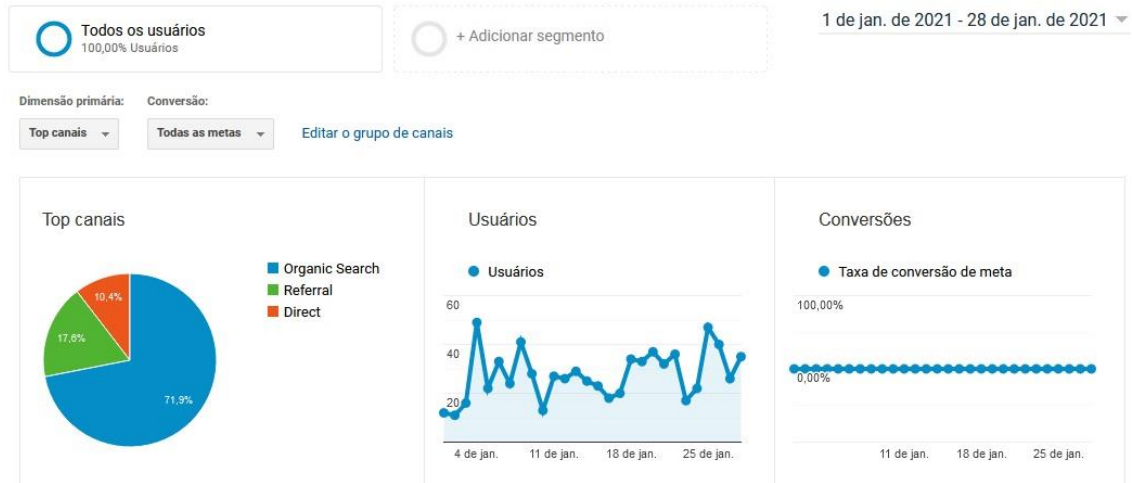 Todos os usuários
100,00% Usuários
+ Adicionar segmento
1 de jan. de 2021 - 28 de jan. de 2021
Dimensão primária:
Conversão:
Top canais
Todas as metas
Editar o grupo de canais
Top canais
10,4%
17,6%
71,9%
Organic Search
Referral
Direct
Usuários
Usuários
60
40
20
4 de jan.
11 de jan.
18 de jan.
25 de jan.
Conversões
Taxa de conversão de meta
100,00%
0,00%
11 de jan.
18 de jan.
25 de jan.